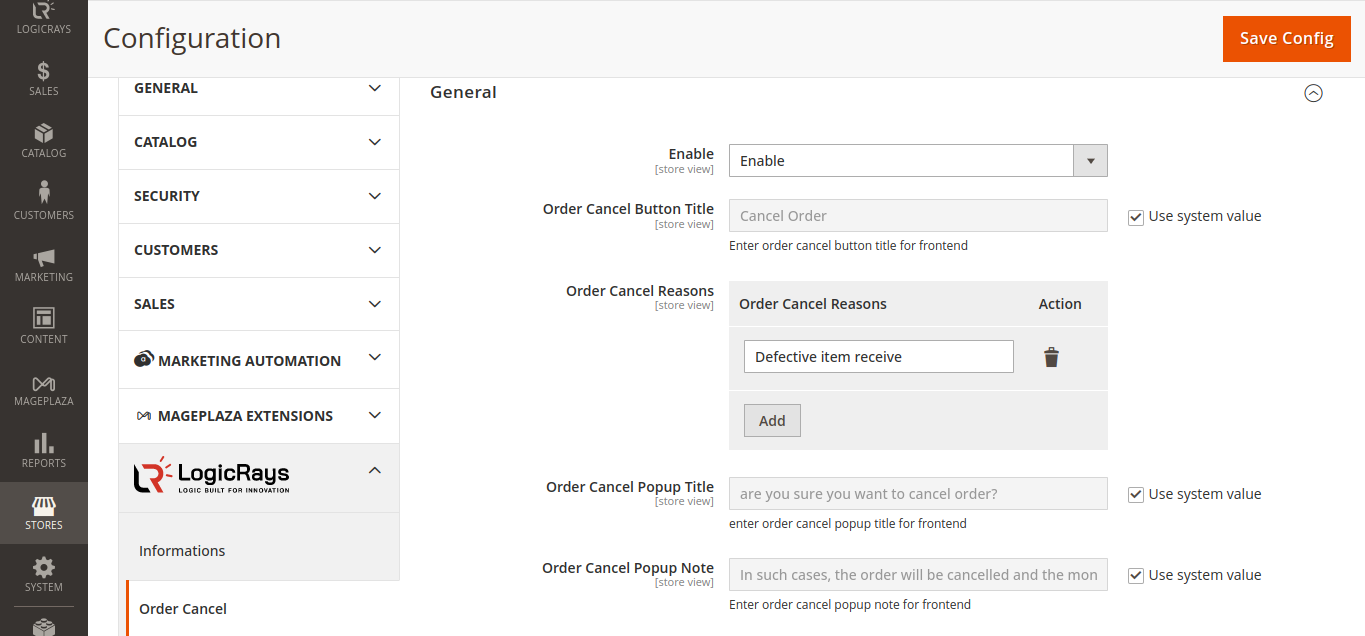 LOGICRAYS
SALES
CATALOG
CUSTOMERS
MARKETING
CONTENT
MAGEPLAZA
REPORTS
STORES
SYSTEM
Configuration
Save Config
GENERAL
CATALOG
SECURITY
CUSTOMERS
SALES
MARKETING AUTOMATION
MAGEPLAZA EXTENSIONS
LogicRays
LOGIC BUILT FOR INNOVATION
Informations
Order Cancel
General
Enable
[store view]
Enable
Order Cancel Button Title
[store view]
Cancel Order
Use system value
Enter order cancel button title for frontend
Order Cancel Reasons
[store view]
Order Cancel Reasons Action
Defective item receive
Add
Order Cancel Popup Title
[store view]
are you sure you want to cancel order?
Use system value
enter order cancel popup title for frontend
Order Cancel Popup Note
[store view]
In such cases, the order will be cancelled and the mon
Use system value
Enter order cancel popup note for frontend